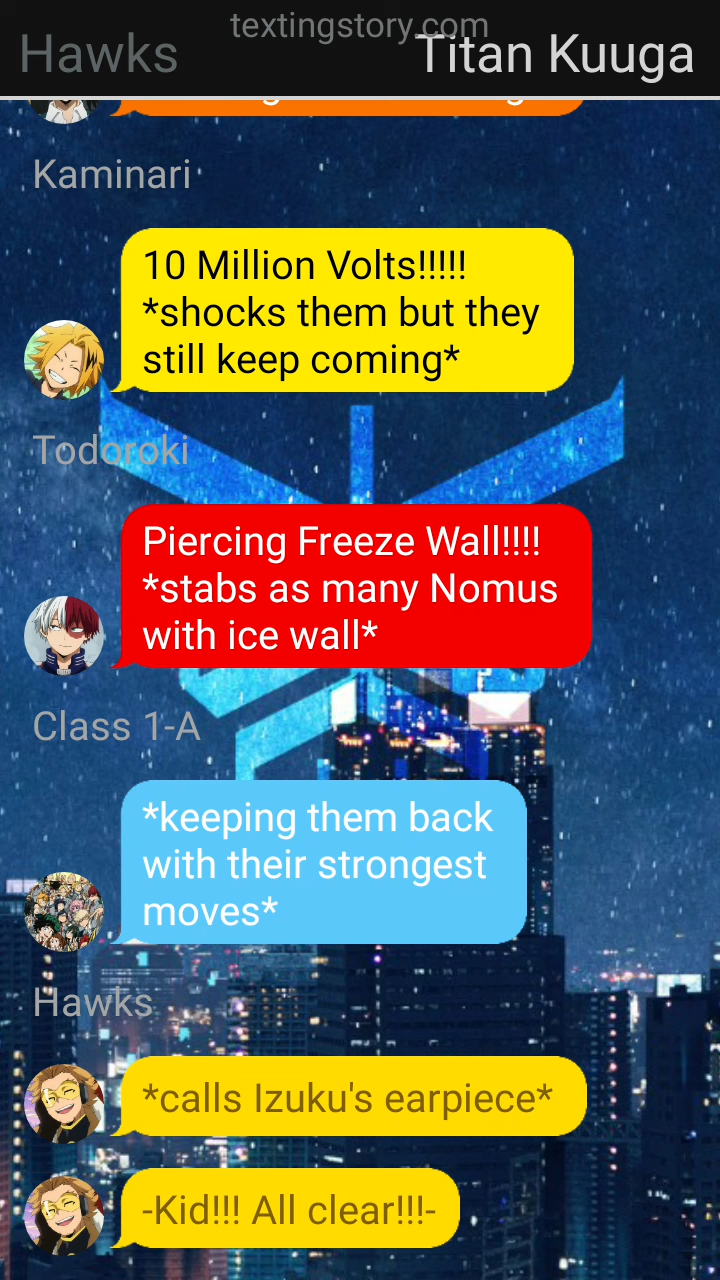 textingstory.com
Hawks
Titan Kuuga
Kaminari
10 Million Volts!!!!!
*shocks them but they
still keep coming*
Todoroki
Piercing Freeze Wall!!!!
*stabs as many Nomus
with ice wall*
Class 1-A
*keeping them back
with their strongest
moves*
Hawks
*calls Izuku's earpiece*
-Kid!!! All clear!!!-